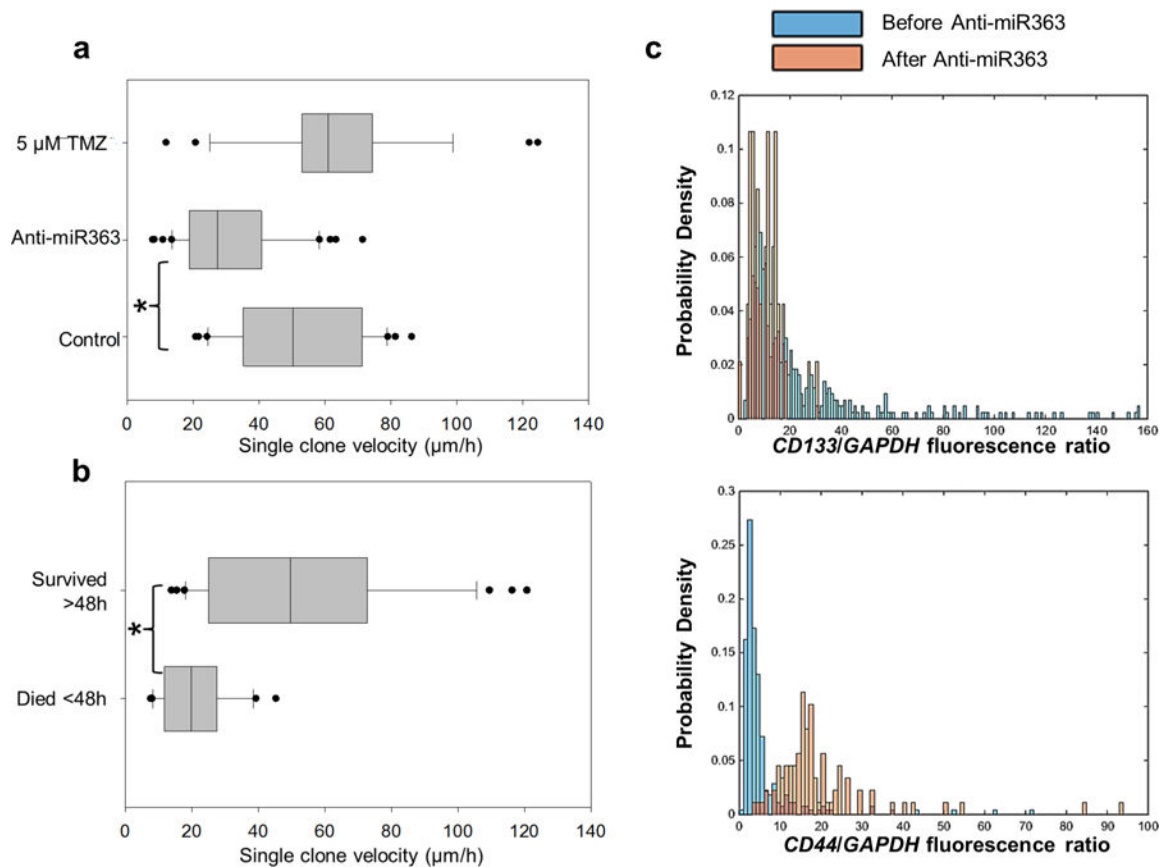 a
5 µM TMZ
Anti-miR363
*
Control
0 20 40 60 80 100 120 140
Single clone velocity (µm/h)
b
Survived
>48h
*
Died <48h
0 20 40 60 80 100 120 140
Single clone velocity (µm/h)
c
Before Anti-miR363
After Anti-miR363
0.12
0.1
0.08
0.06
0.04
0.02
0
Probability Density
0 20 40 60 80 100 120 140 160
CD133/GAPDH fluorescence ratio
0.3
0.25
0.2
0.15
0.1
0.05
0
Probability Density
0 10 20 30 40 50 60 70 80 90 100
CD44/GAPDH fluorescence ratio